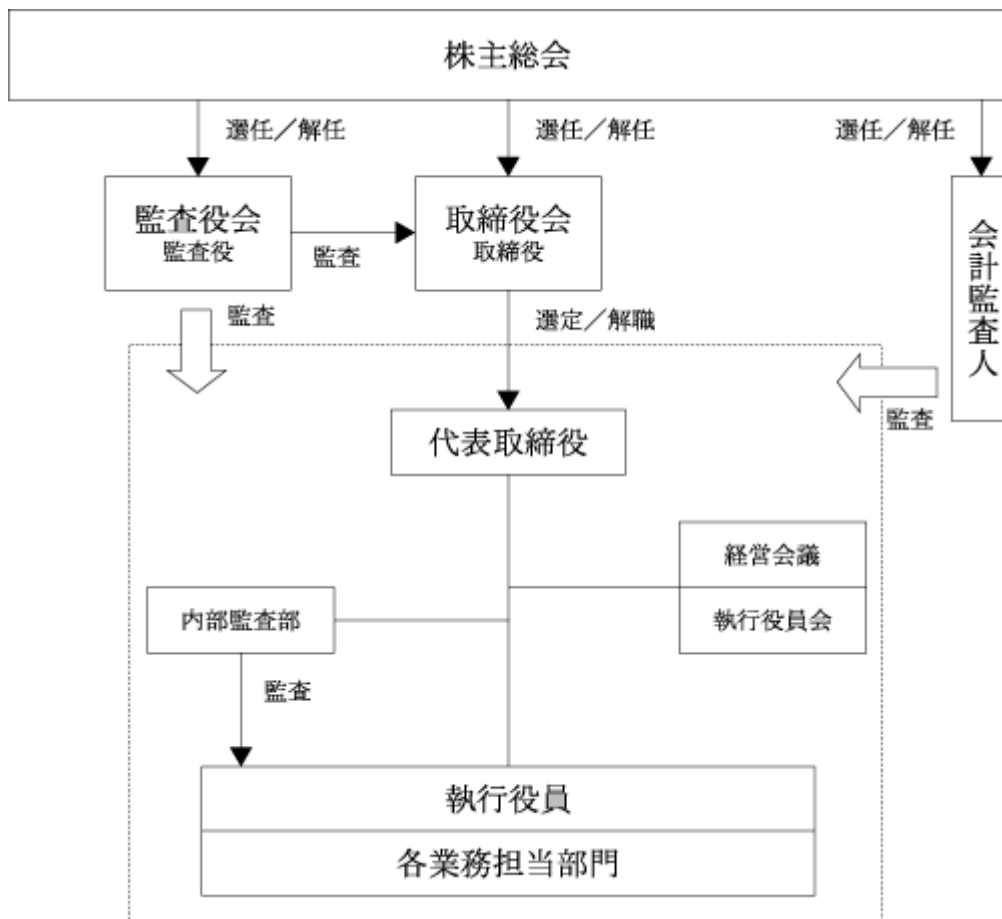 株主総会
選任／解任
選任／解任
選任／解任
監査役会
監査役
監査
取締役会
取締役
会計監査人
監査
選定／解職
監査
代表取締役
経営会議
執行役員会
内部監査部
監査
執行役員
各業務担当部門